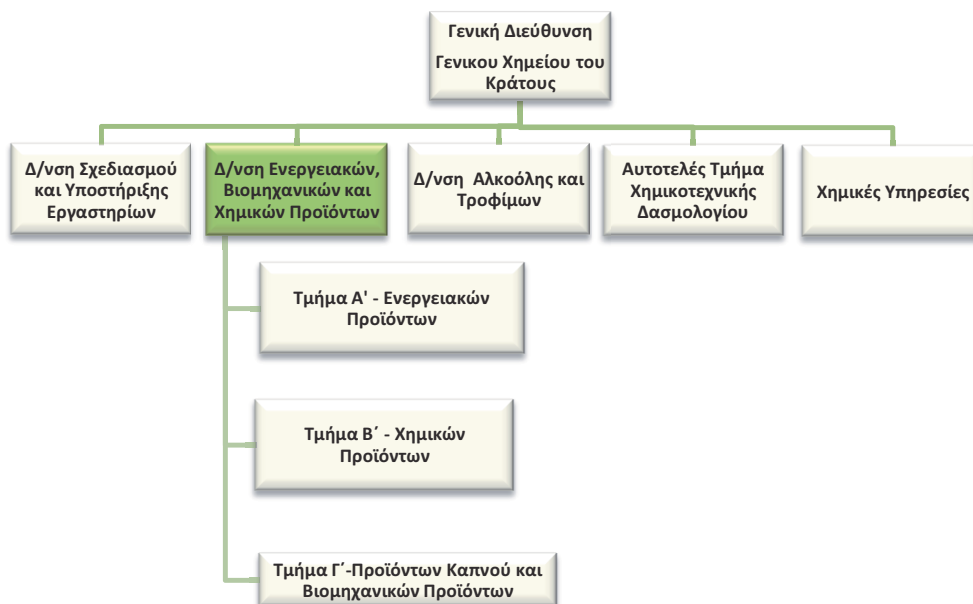 Γενική Διεύθυνση
Γενικου Χημείου του
Κράτους
Δ/νση Σχεδιασμού
και Υποστήριξης
Εργαστηρίων
Δ/νση Ενεργειακών,
Βιομηχανικών και
Χημικών Προϊόντων
Δ/νση Αλκοόλης και
Τροφίμων
Αυτοτελές Τμήμα
Χημικοτεχνικής
Δασμολογίου
Χημικές Υπηρεσίες
Τμήμα Α' - Ενεργειακών
Προϊόντων
Τμήμα Β΄ - Χημικών
Προϊόντων
Τμήμα Γ΄-Προϊόντων Καπνού και
Βιομηχανικών Προϊόντων